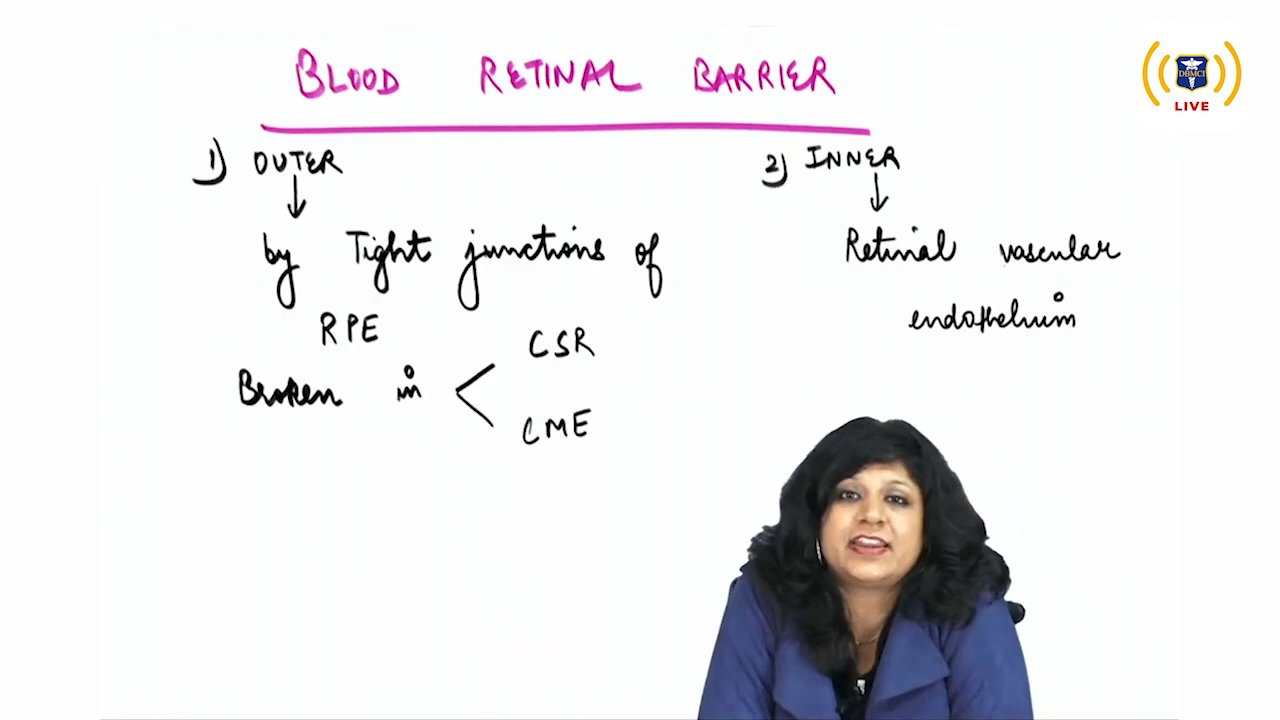 BLOOD RETINAL BARRIER
1) OUTER
by Tight junctions of
RPE
Broken in
CSR
CME
2) INNER
Retinal vascular
endothelium
DBMCI
LIVE